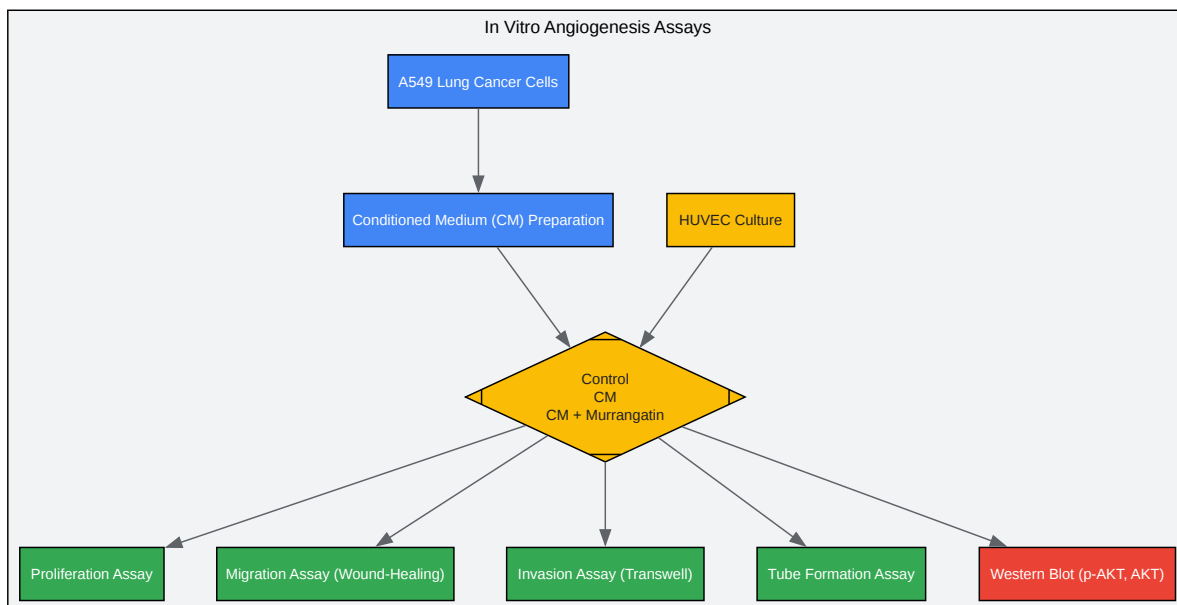 In Vitro Angiogenesis Assays
A549 Lung Cancer Cells
Conditioned Medium (CM) Preparation
HUVEC Culture
Control
CM
CM + Murrangatin
Proliferation Assay
Migration Assay (Wound-Healing)
Invasion Assay (Transwell)
Tube Formation Assay
Western Blot (p-AKT, AKT)